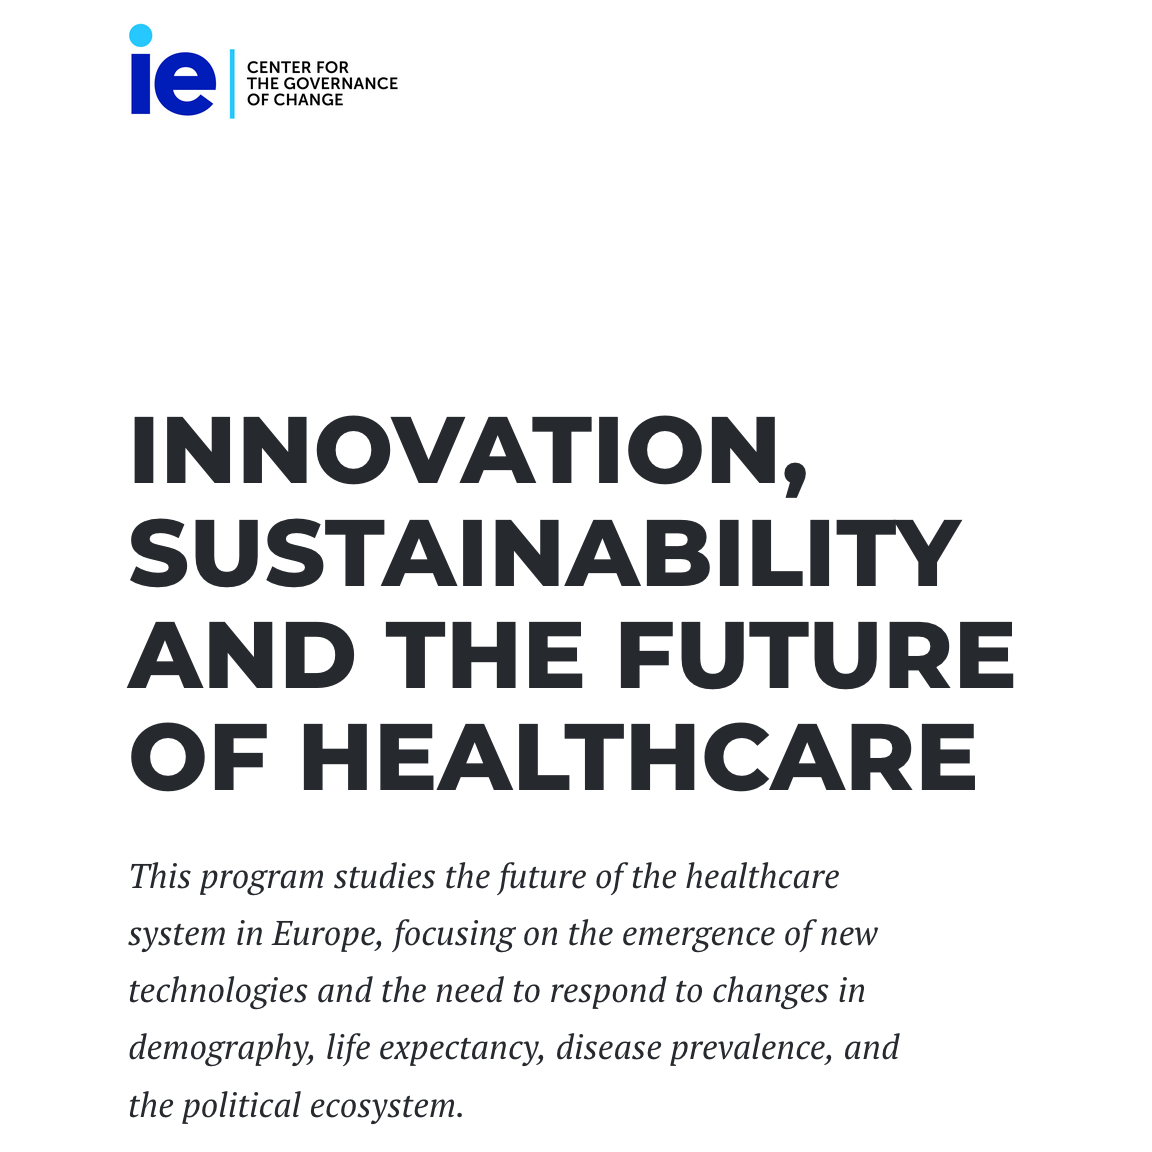 ie
CENTER FOR
THE GOVERNANCE
OF CHANGE
INNOVATION,
SUSTAINABILITY
AND THE FUTURE
OF HEALTHCARE
This program studies the future of the healthcare
system in Europe, focusing on the emergence of new
technologies and the need to respond to changes in
demography, life expectancy, disease prevalence, and
the political ecosystem.